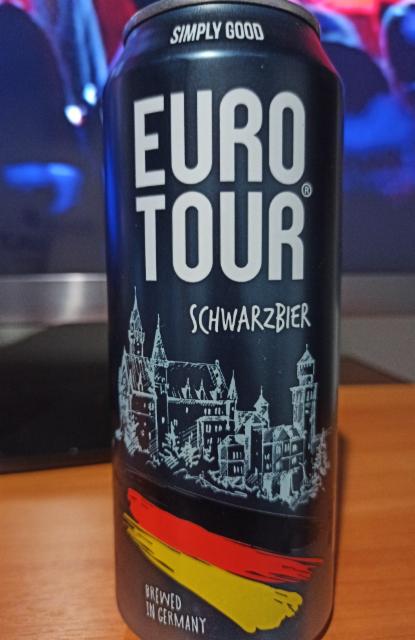 SIMPLY GOOD
EURO
TOUR®
SCHWARZBIER
BREWED
IN GERMANY